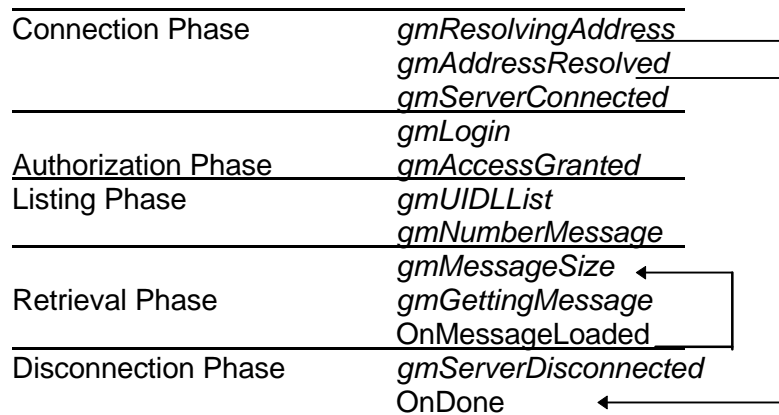 Connection Phase gmResolvingAddress
gmAddressResolved
gmServerConnected
gmLogin
Authorization Phase gmAccessGranted
Listing Phase gmUIDLList
gmNumberMessage
gmMessageSize
Retrieval Phase gmGettingMessage
OnMessageLoaded
Disconnection Phase gmServerDisconnected
OnDone